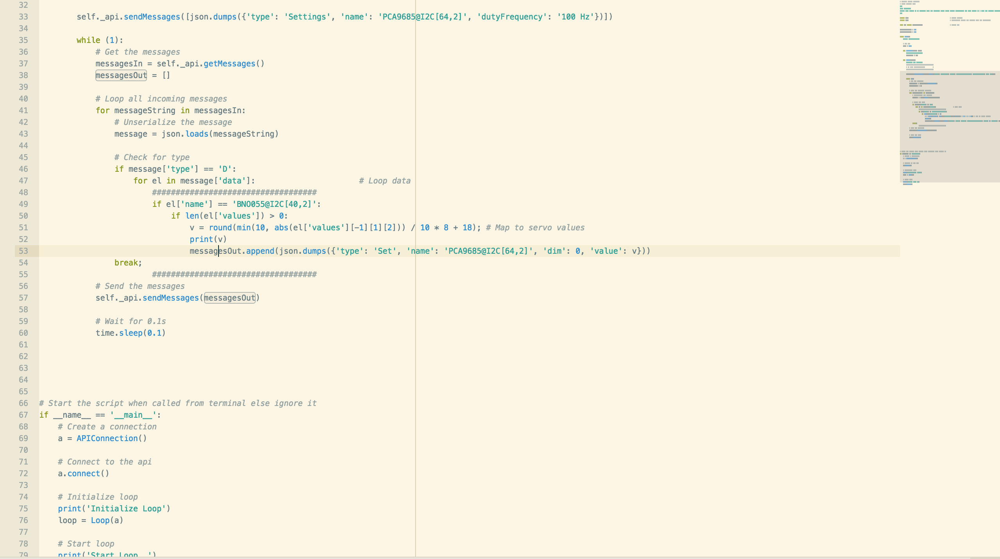 32
33         self._api.sendMessages([json.dumps({'type': 'Settings', 'name': 'PCA9685@I2C[64,2]', 'dutyFrequency': '100 Hz'})])
34
35         while (1):
36             # Get the messages
37             messagesIn = self._api.getMessages()
38             messagesOut = []
39
40             # Loop all incoming messages
41             for messageString in messagesIn:
42                 # Unserialize the message
43                 message = json.loads(messageString)
44
45                 # Check for type
46                 if message['type'] == 'D':
47                     for el in message['data']:                      # Loop data
48                         ###################################
49                         if el['name'] == 'BNO055@I2C[40,2]':
50                             if len(el['values']) > 0:
51                                 v = round(min(10, abs(el['values'][-1][1][2])) / 10 * 8 + 18); # Map to servo values
52                                 print(v)
53                                 messagesOut.append(json.dumps({'type': 'Set', 'name': 'PCA9685@I2C[64,2]', 'dim': 0, 'value': v}))
54                 break;
55                         ###################################
56             # Send the messages
57             self._api.sendMessages(messagesOut)
58
59             # Wait for 0.1s
60             time.sleep(0.1)
61
62
63
64
65
66 # Start the script when called from terminal else ignore it
67 if __name__ == '__main__':
68     # Create a connection
69     a = APIConnection()
70
71     # Connect to the api
72     a.connect()
73
74     # Initialize loop
75     print('Initialize Loop')
76     loop = Loop(a)
77
78     # Start loop
79     print('Start Loop  ')